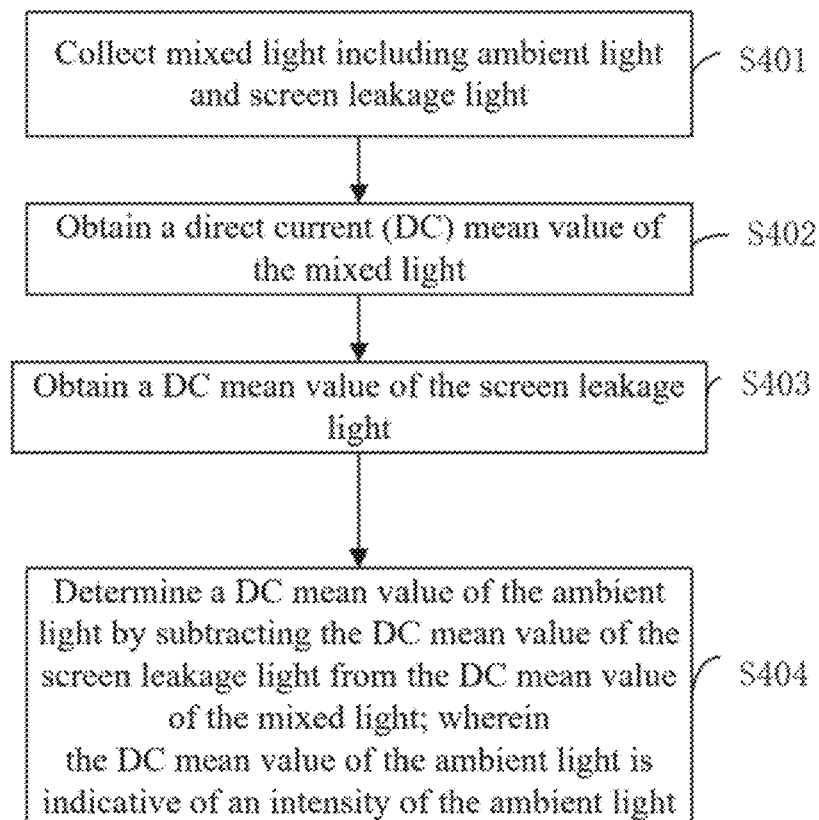 Collect mixed light including ambient light
and screen leakage light
S401
Obtain a direct current (DC) mean value of
the mixed light
S402
Obtain a DC mean value of the screen leakage
light
S403
Determine a DC mean value of the ambient
light by subtracting the DC mean value of the
screen leakage light from the DC mean value
of the mixed light; wherein
the DC mean value of the ambient light is
indicative of an intensity of the ambient light
S404